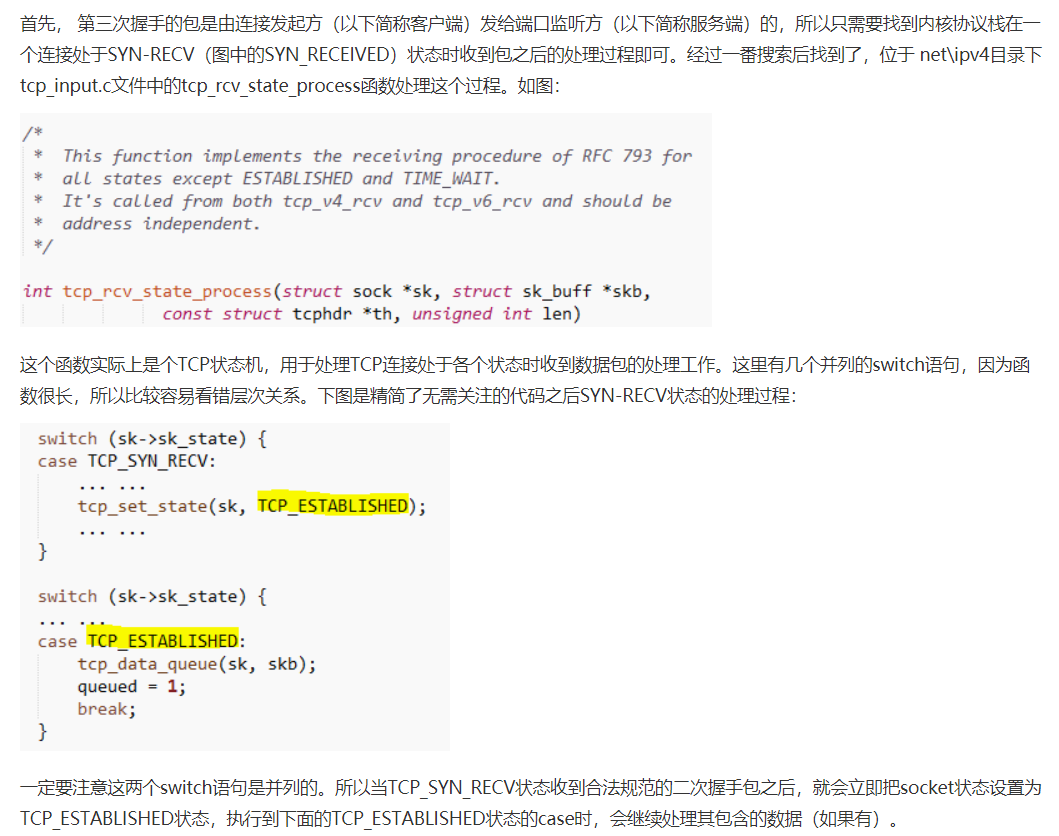 首先， 第三次握手的包是由连接发起方（以下简称客户端）发给端口监听方（以下简称服务端）的，所以只需要找到内核协议栈在一
个连接处于SYN-RECV（图中的SYN_RECEIVED）状态时收到包之后的处理过程即可。经过一番搜索后找到了，位于 net\ipv4目录下
tcp_input.c文件中的tcp_rcv_state_process函数处理这个过程。如图：
/*
 *  This function implements the receiving procedure of RFC 793 for
 *  all states except ESTABLISHED and TIME_WAIT.
 *  It's called from both tcp_v4_rcv and tcp_v6_rcv and should be
 *  address independent.
 */
int tcp_rcv_state_process(struct sock *sk, struct sk_buff *skb,
              const struct tcphdr *th, unsigned int len)
这个函数实际上是个TCP状态机，用于处理TCP连接处于各个状态时收到数据包的处理工作。这里有几个并列的switch语句，因为函
数很长，所以比较容易看错层次关系。下图是精简了无需关注的代码之后SYN-RECV状态的处理过程：
switch (sk->sk_state) {
case TCP_SYN_RECV:
    ... ...
    tcp_set_state(sk, TCP_ESTABLISHED);
    ... ...
}
switch (sk->sk_state) {
... ...
case TCP_ESTABLISHED:
    tcp_data_queue(sk, skb);
    queued = 1;
    break;
}
一定要注意这两个switch语句是并列的。所以当TCP_SYN_RECV状态收到合法规范的二次握手包之后，就会立即把socket状态设置为
TCP_ESTABLISHED状态，执行到下面的TCP_ESTABLISHED状态的case时，会继续处理其包含的数据（如果有）。